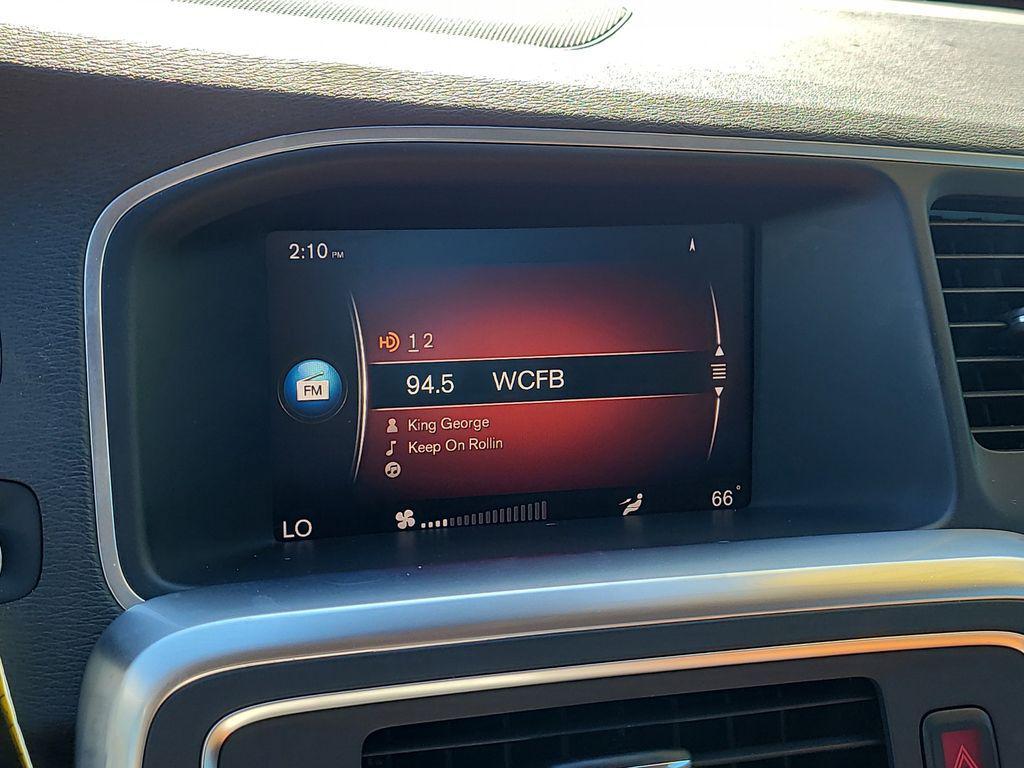 2:10 PM
HD 1 2
FM
94.5 WCFB
King George
Keep On Rollin
LO
66°